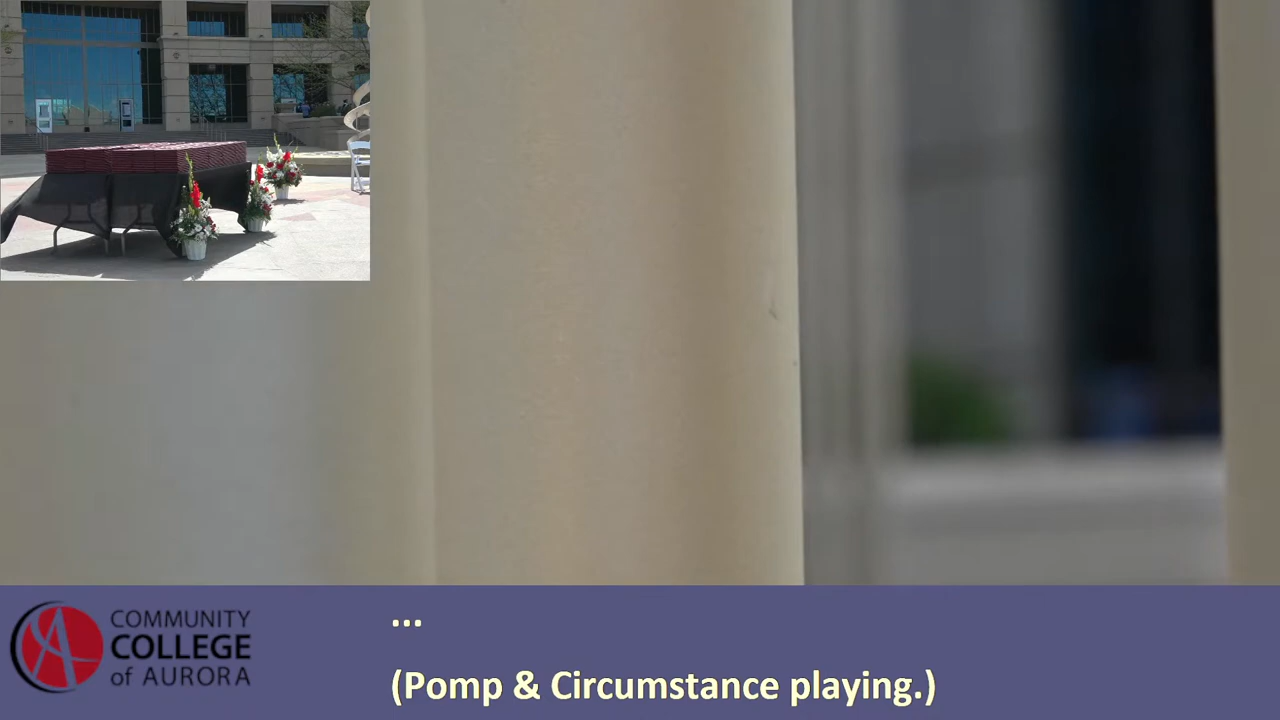 COMMUNITY
COLLEGE
of AURORA
...
(Pomp & Circumstance playing.)